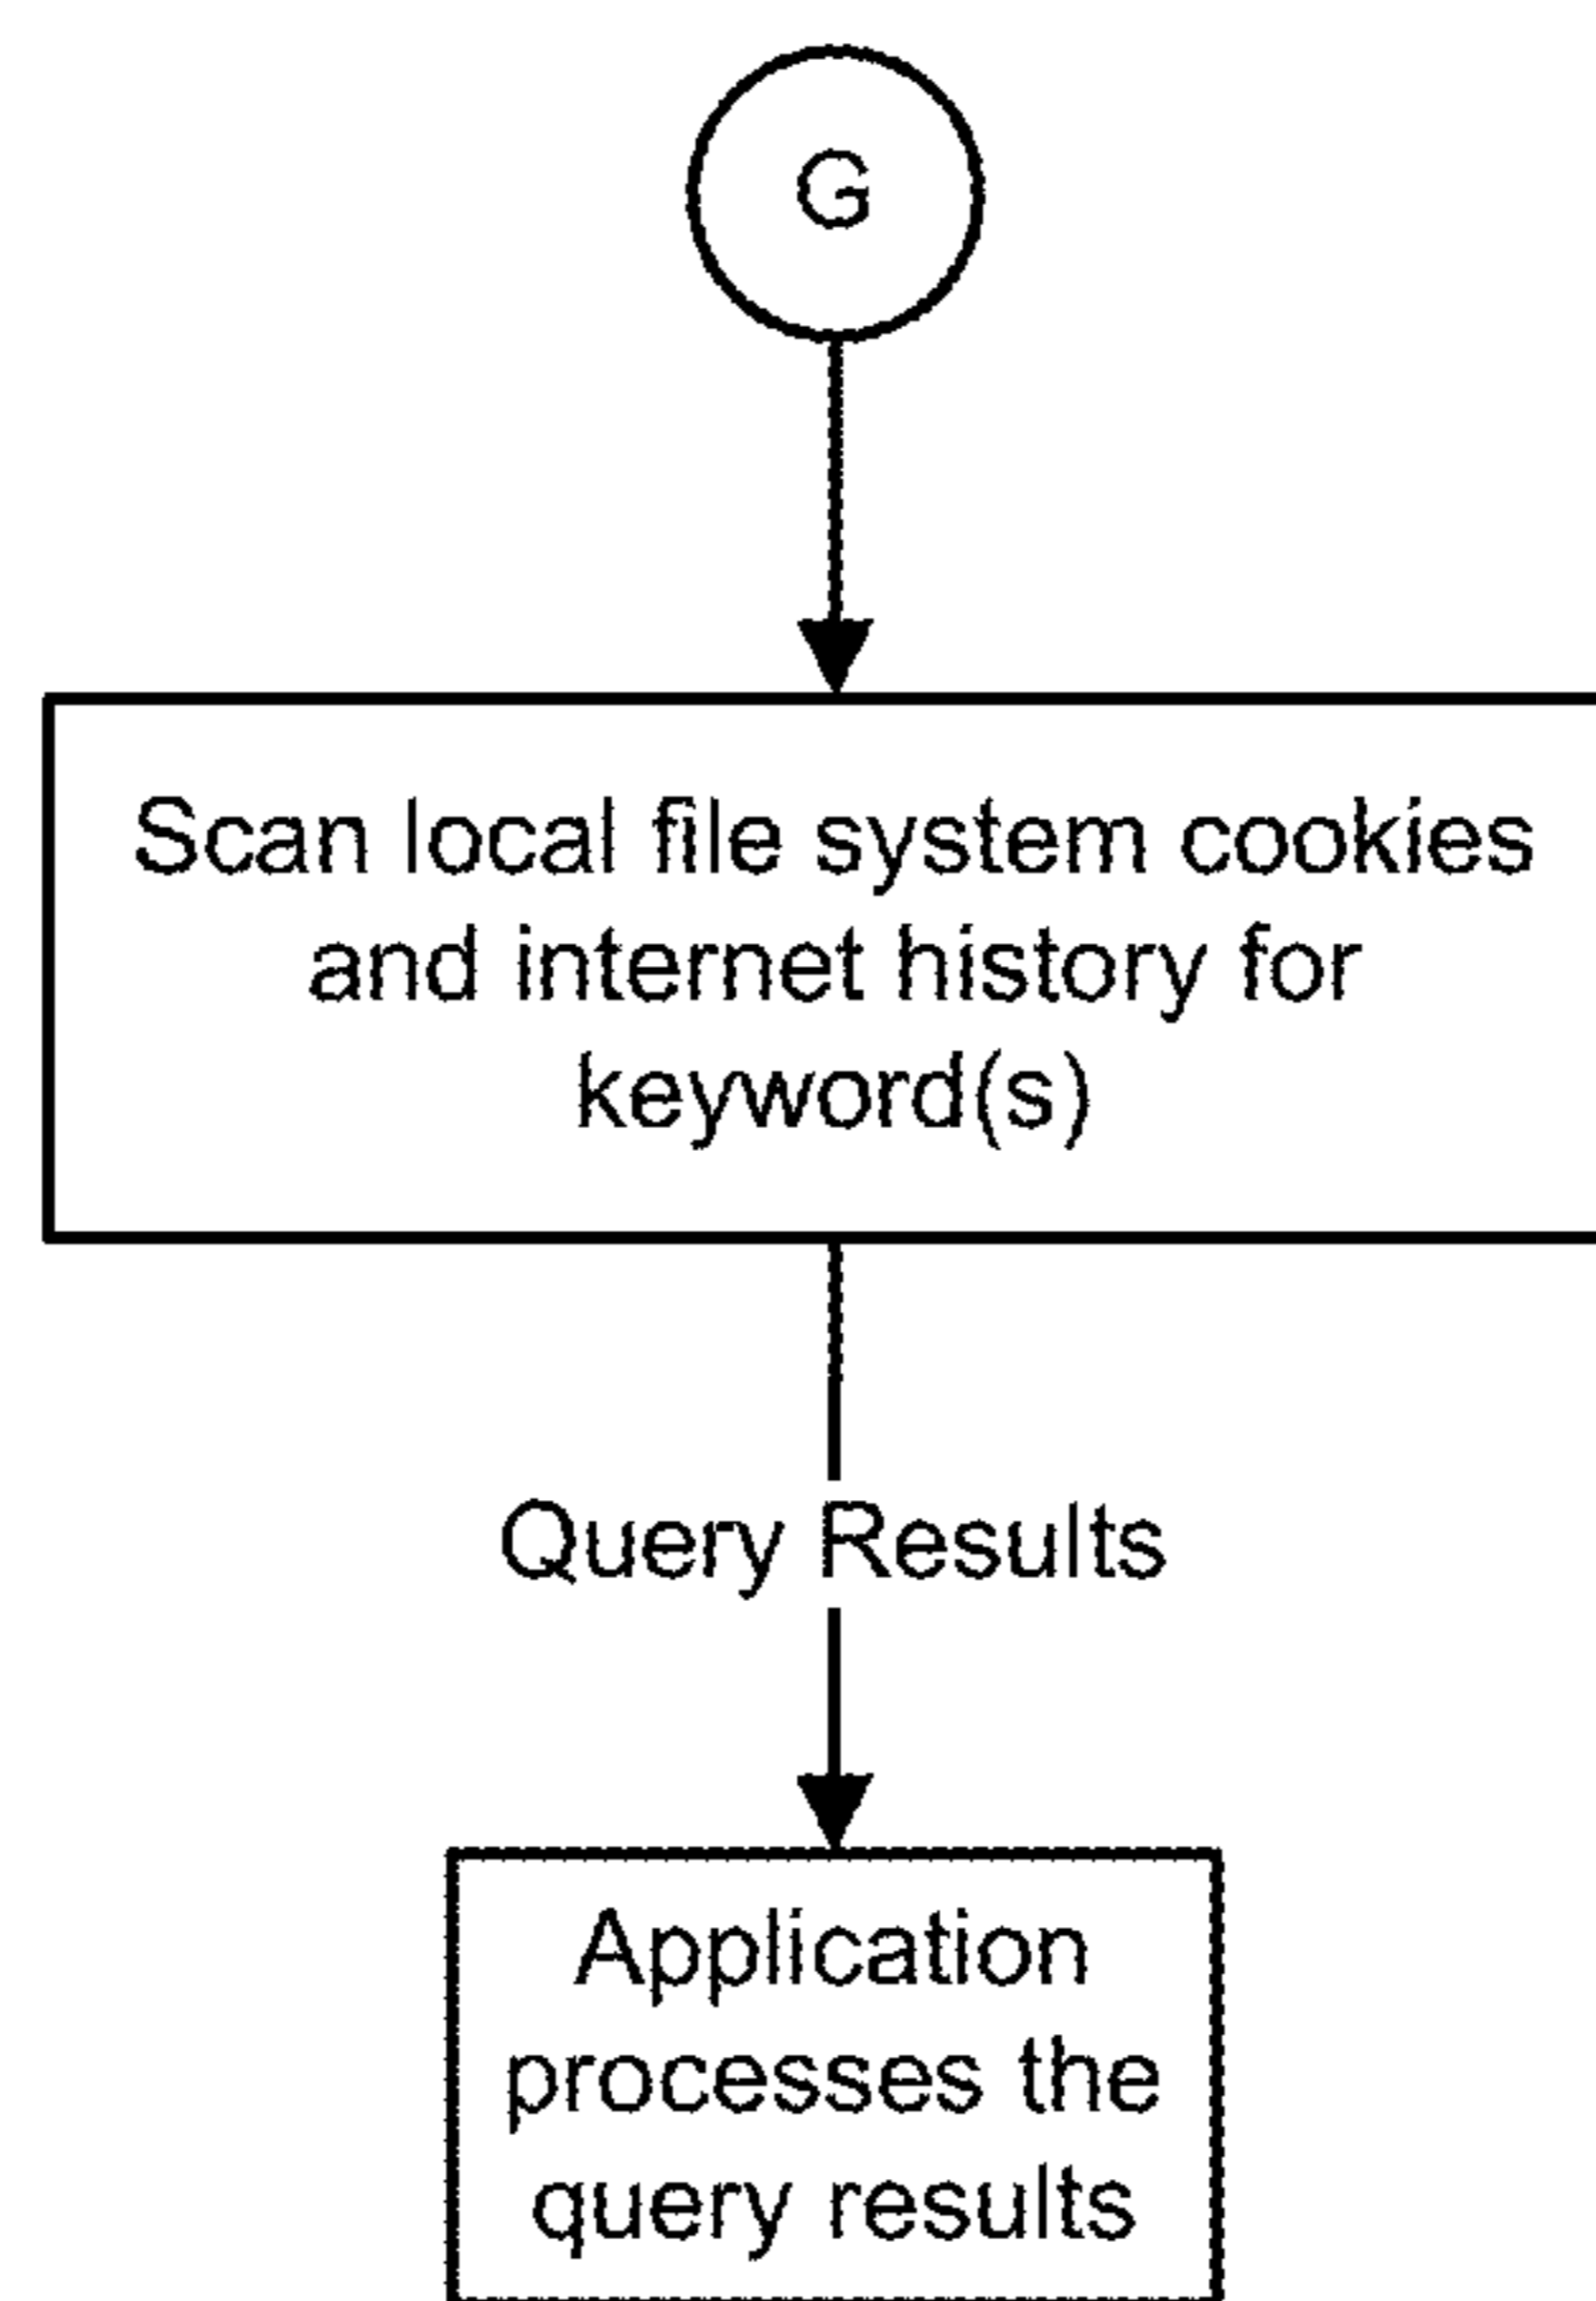 G
Scan local file system cookies
and internet history for
keyword(s)
Query Results
Application
processes the
query results